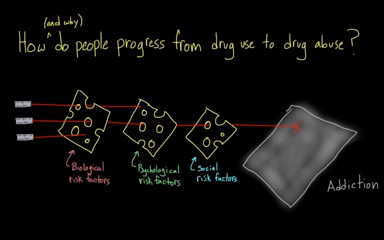 (and why)
How ^ do people progress from drug use to drug abuse?
Biological
risk factors
Psychological
risk factors
Social
risk factors
Addiction